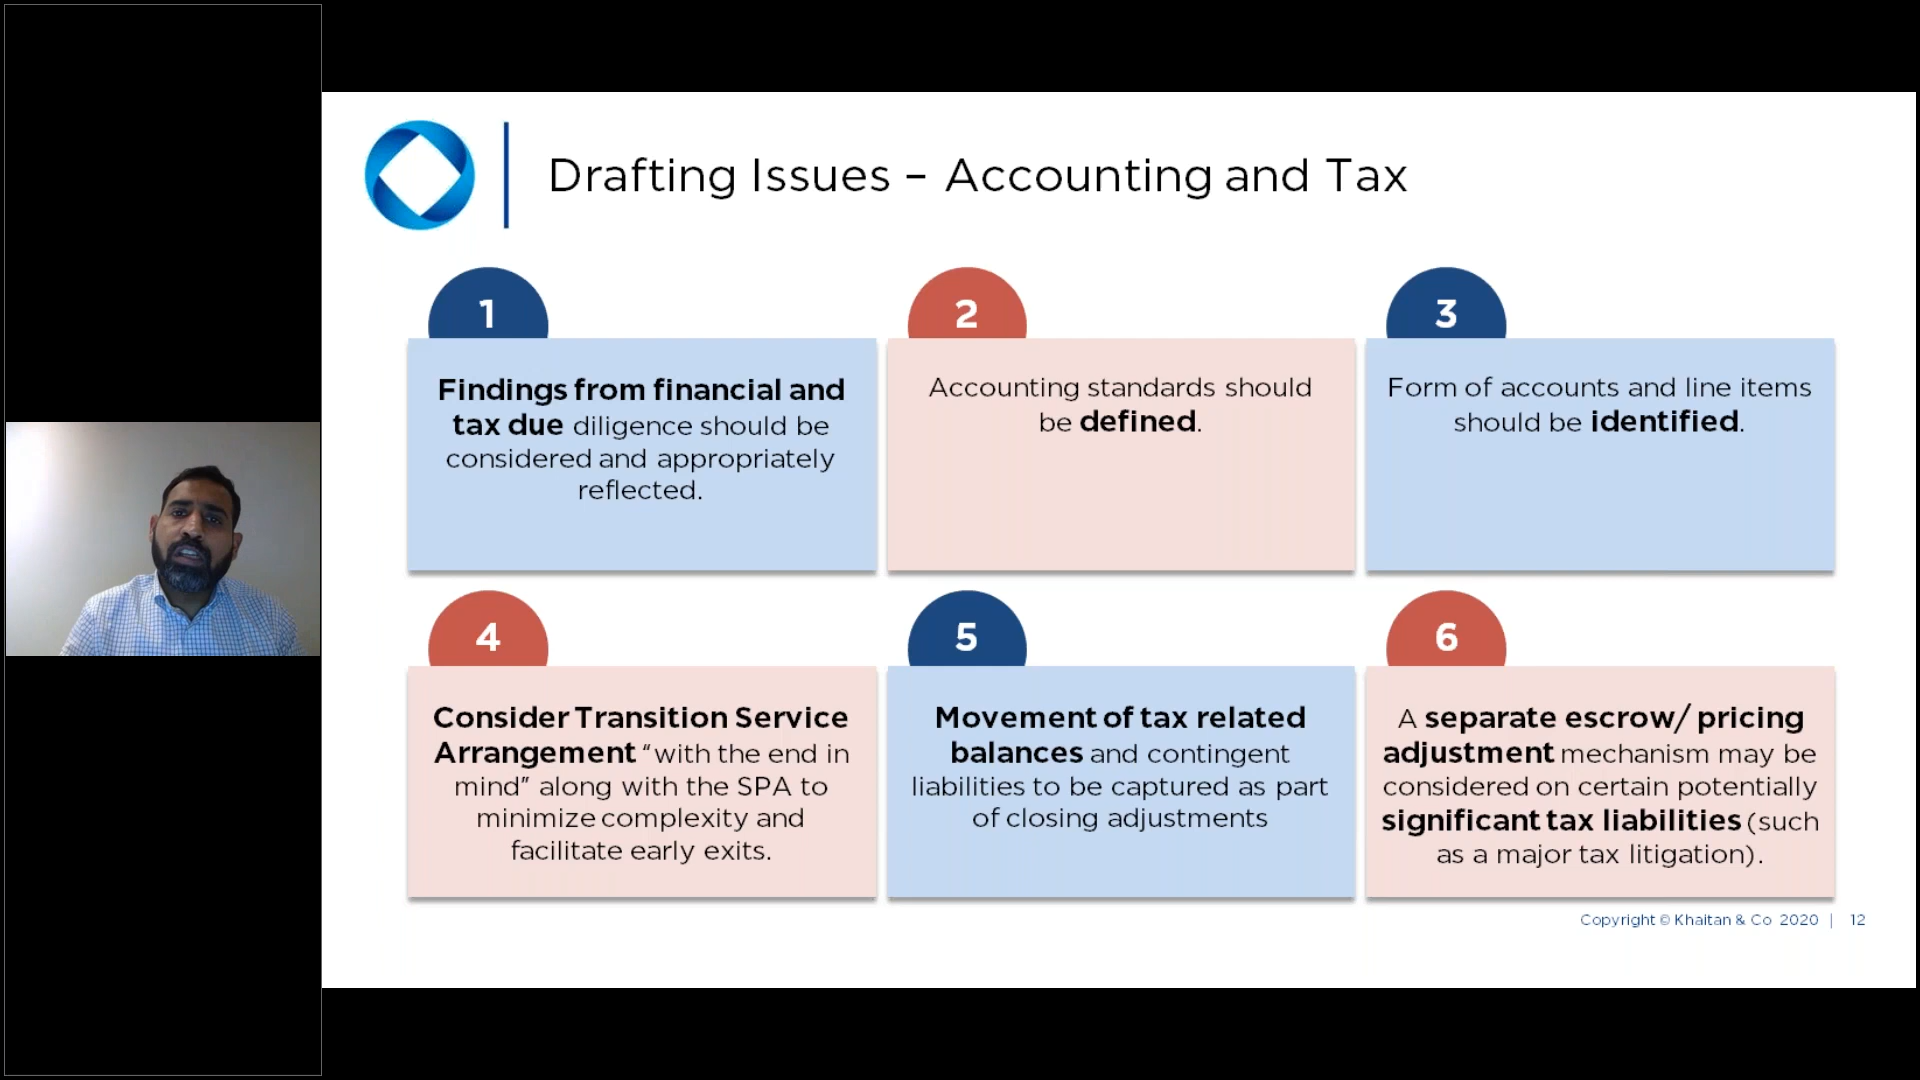 Drafting Issues – Accounting and Tax
1
Findings from financial and
tax due diligence should be
considered and appropriately
reflected.
2
Accounting standards should
be defined.
3
Form of accounts and line items
should be identified.
4
Consider Transition Service
Arrangement “with the end in
mind” along with the SPA to
minimize complexity and
facilitate early exits.
5
Movement of tax related
balances and contingent
liabilities to be captured as part
of closing adjustments
6
A separate escrow/ pricing
adjustment mechanism may be
considered on certain potentially
significant tax liabilities (such
as a major tax litigation).
Copyright © Khaitan & Co 2020 | 12